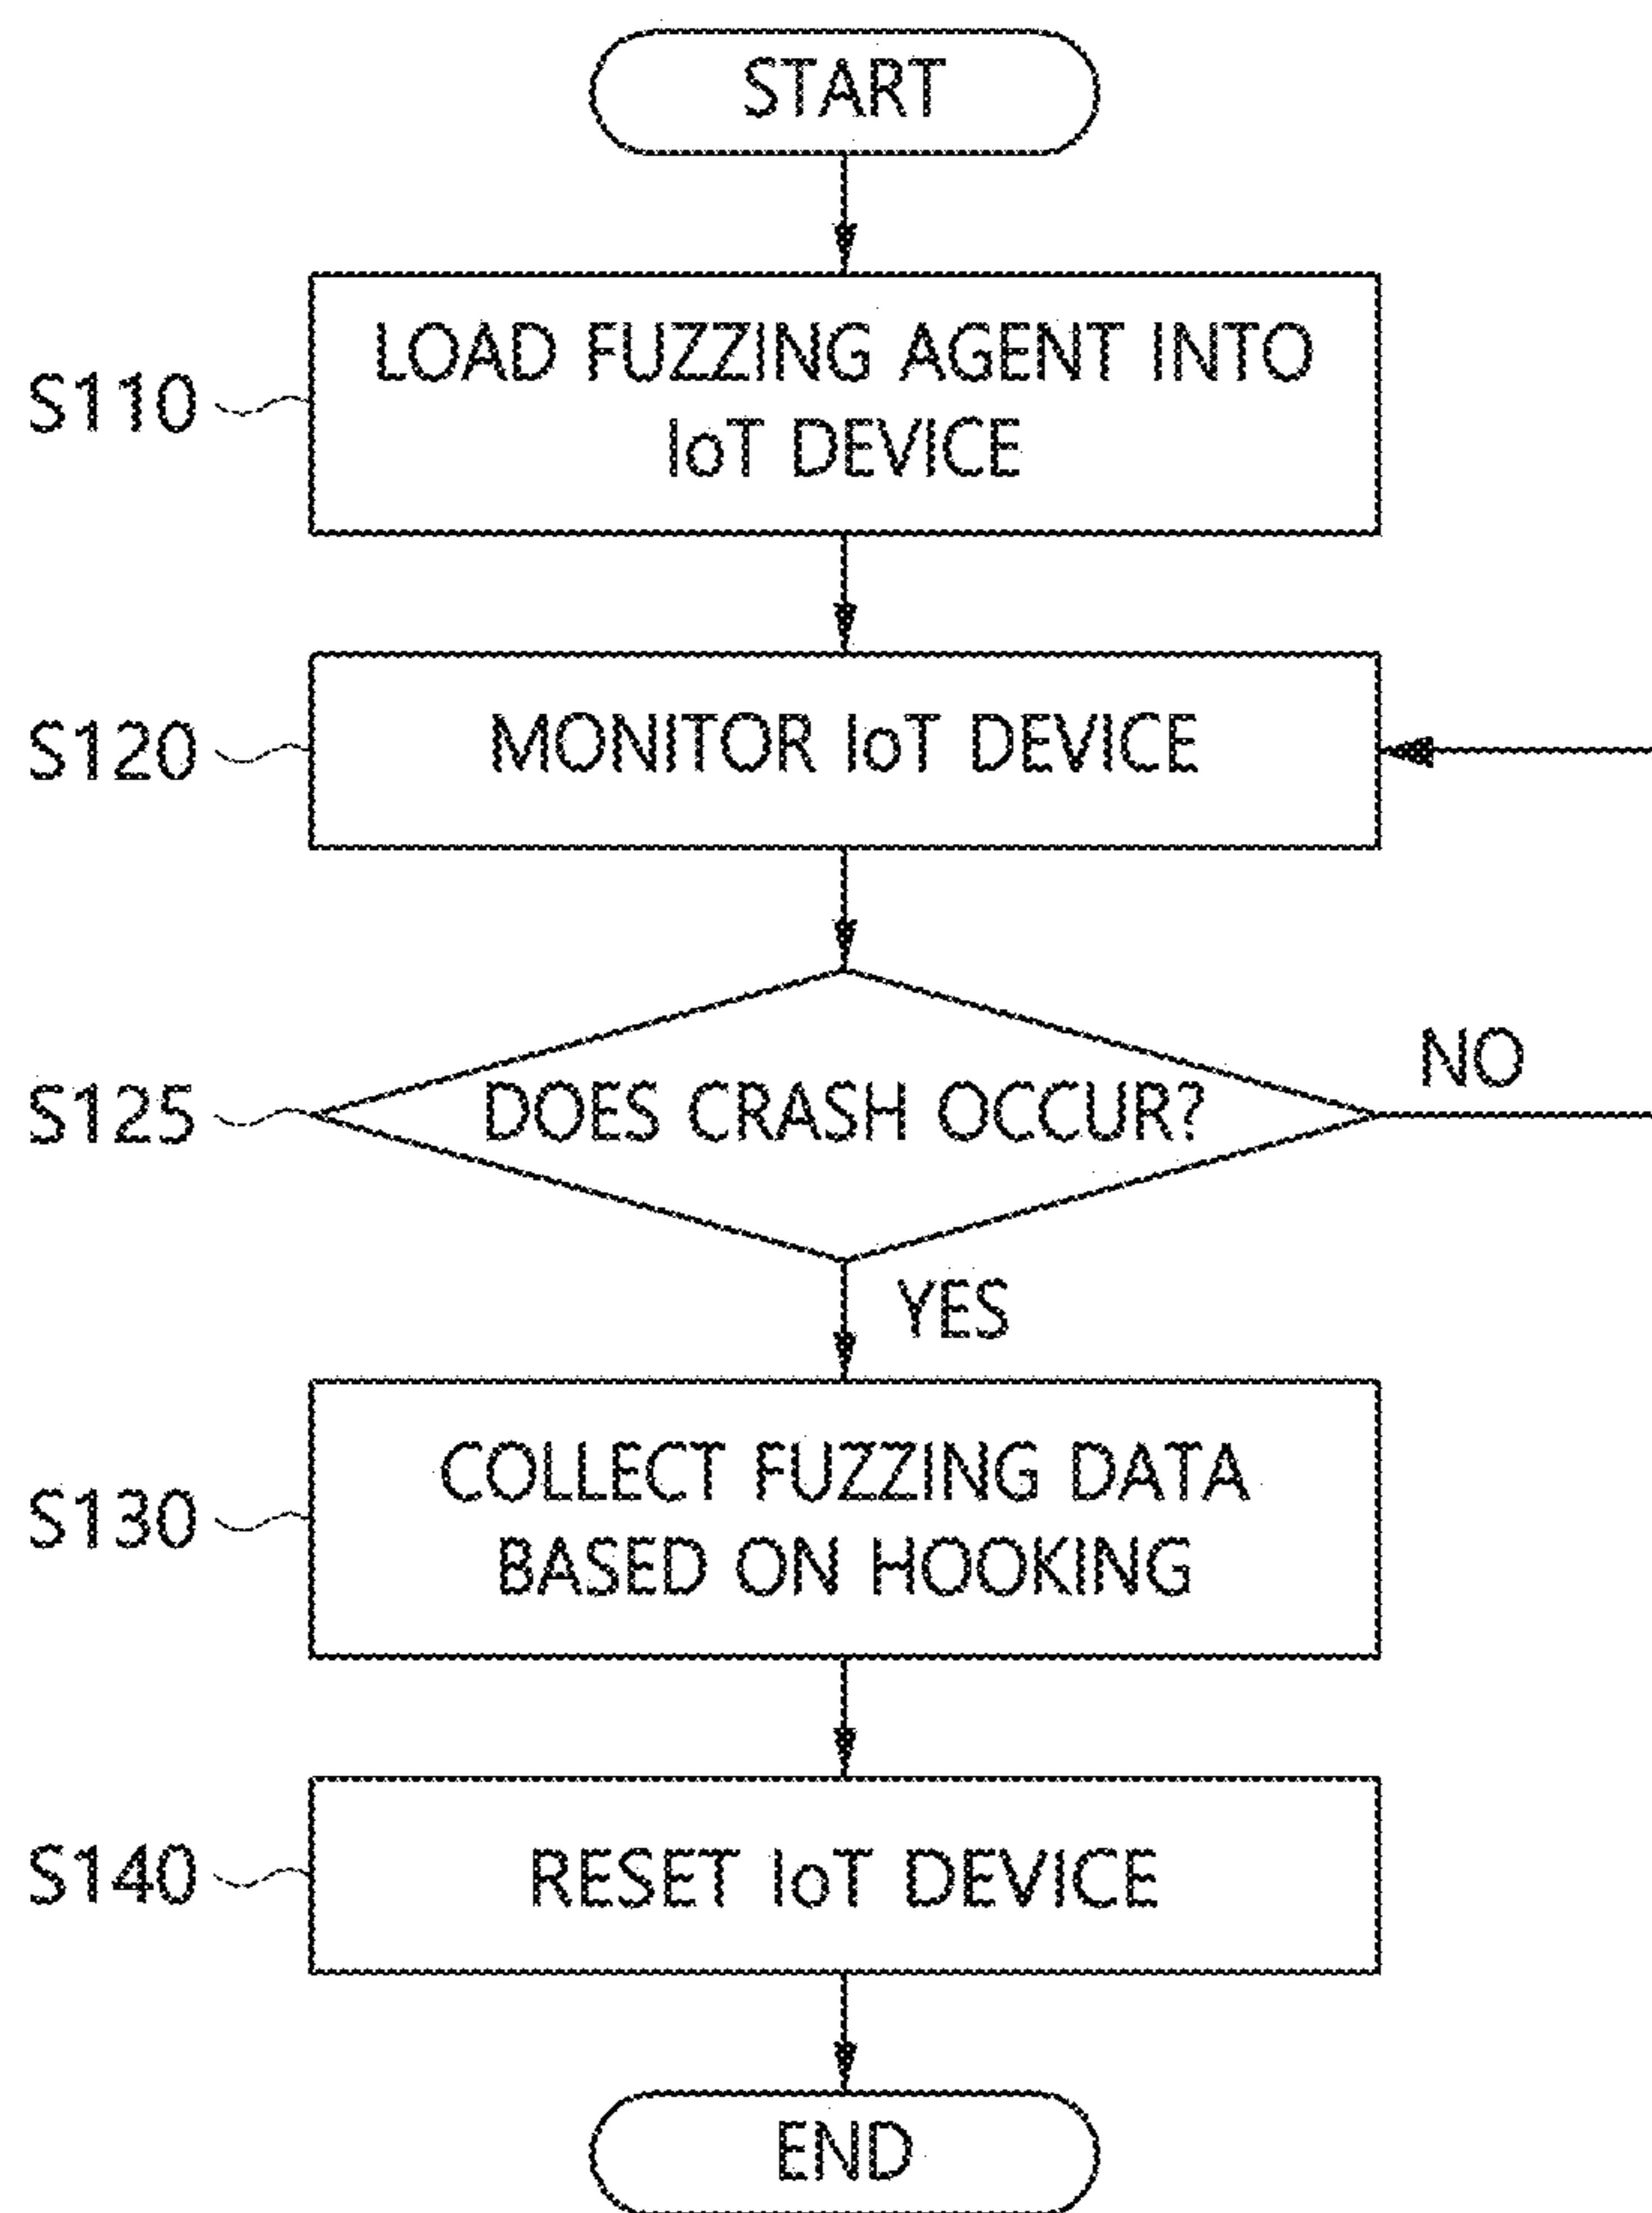 START
S110
LOAD FUZZING AGENT INTO
IoT DEVICE
S120
MONITOR IoT DEVICE
S125
DOES CRASH OCCUR?
NO
YES
S130
COLLECT FUZZING DATA
BASED ON HOOKING
S140
RESET IoT DEVICE
END